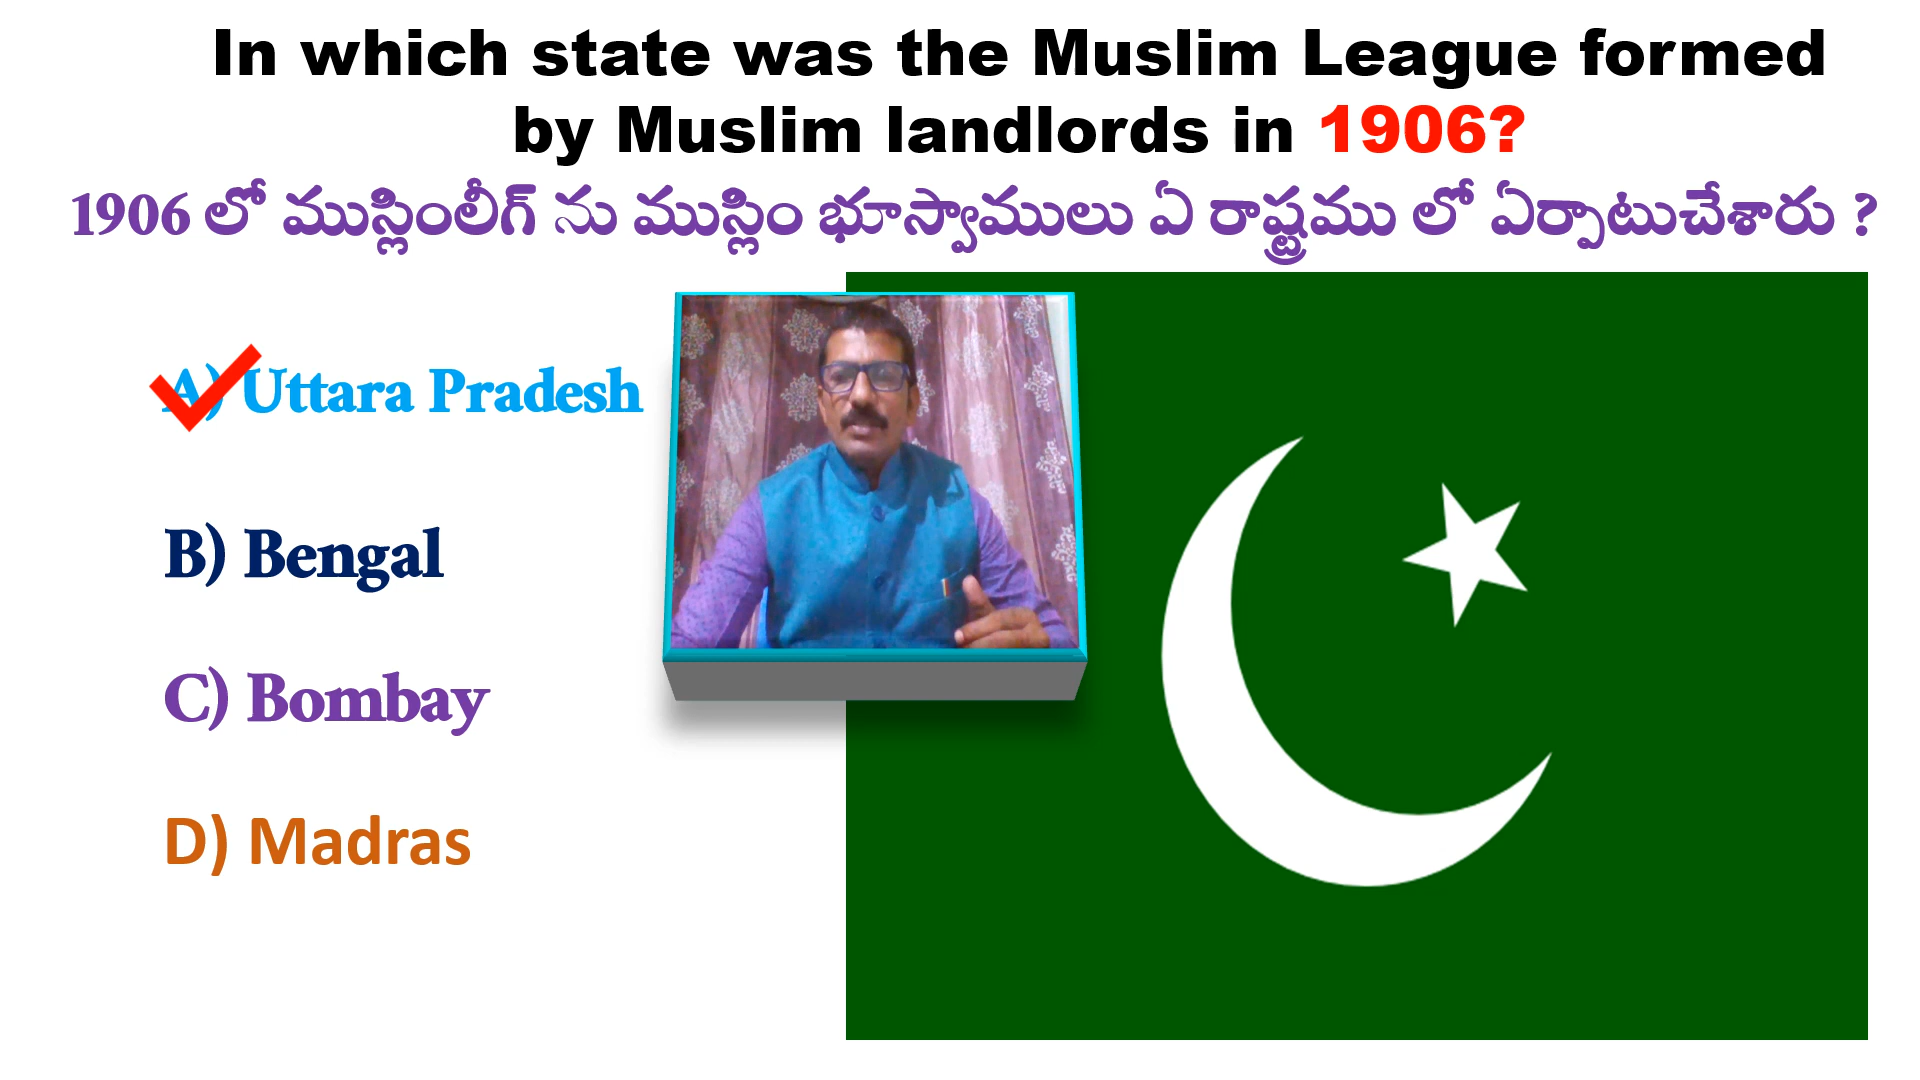 In which state was the Muslim League formed
by Muslim landlords in 1906?
1906 లో ముస్లింలీగ్ ను ముస్లిం భూస్వాములు ఏ రాష్ట్రము లో ఏర్పాటుచేశారు ?
A) Uttara Pradesh
B) Bengal
C) Bombay
D) Madras